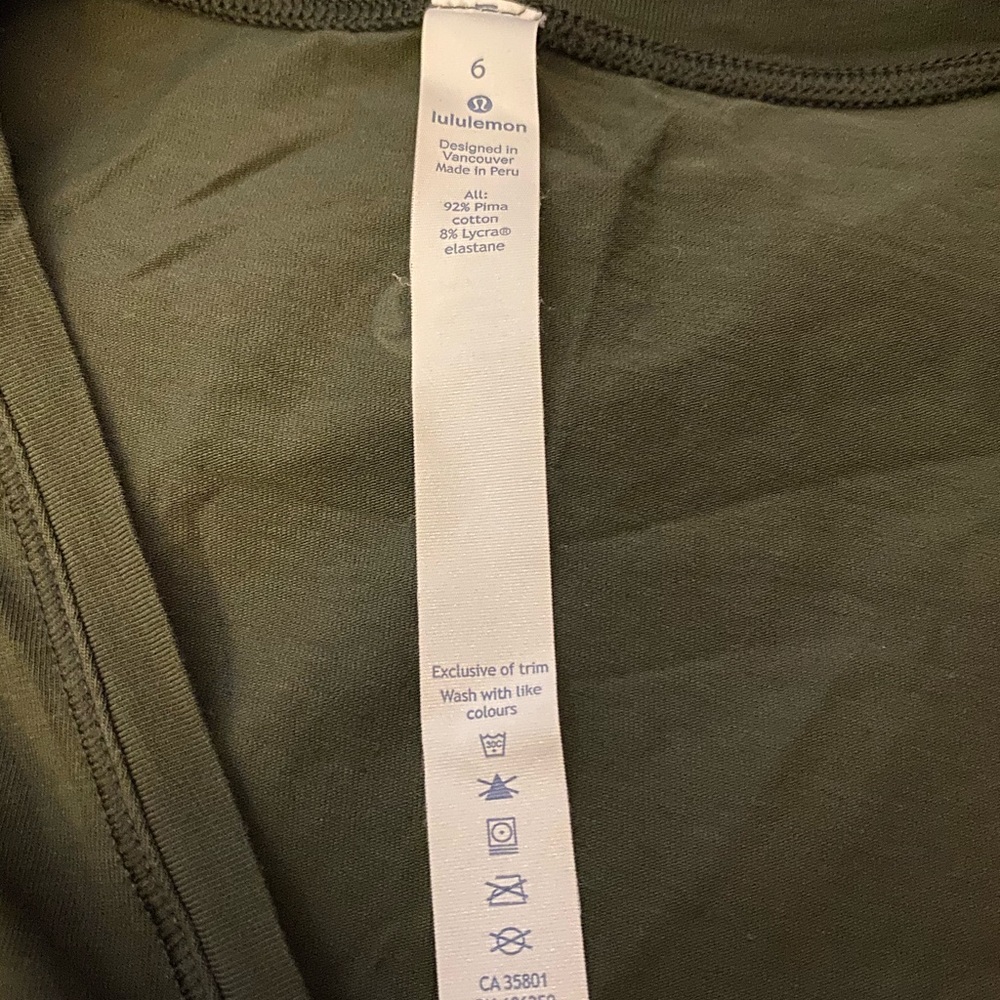 6
lululemon
Designed in
Vancouver
Made in Peru
All:
92% Pima
cotton
8% Lycra®
elastane
Exclusive of trim
Wash with like
colours
30C
CA 35801